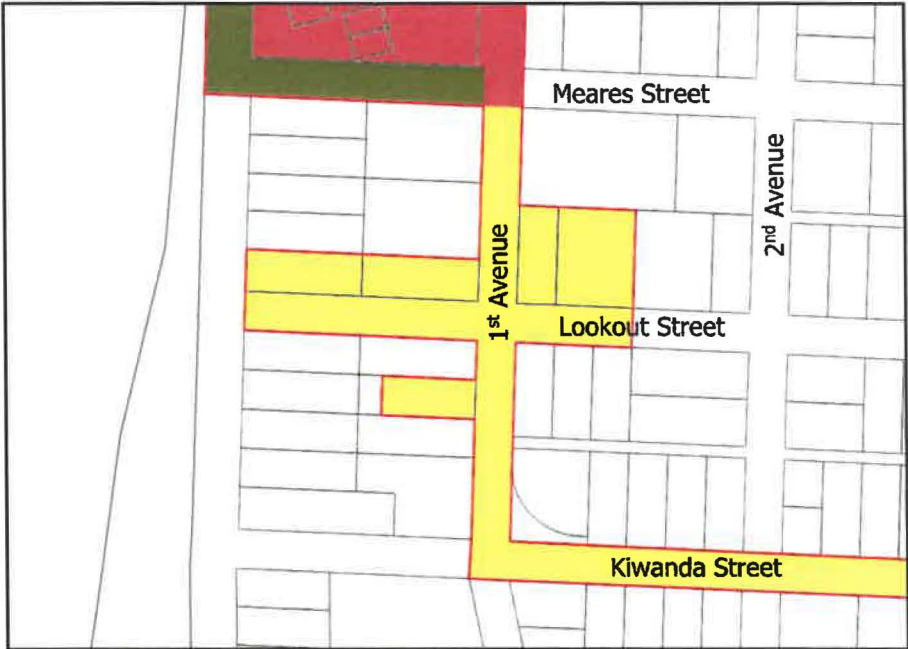 Meares Street
1st Avenue
2nd Avenue
Lookout Street
Kiwanda Street